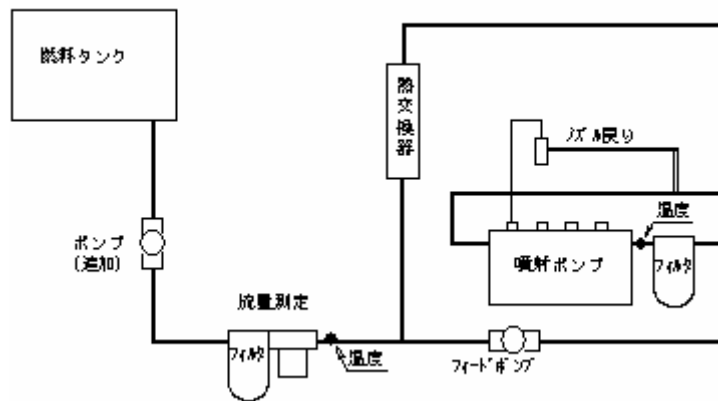 燃料タンク
熱交換器
ノズル戻り
温度
ポンプ
(追加)
噴射ポンプ
フィルタ
流量測定
フィルタ
温度
フィードポンプ